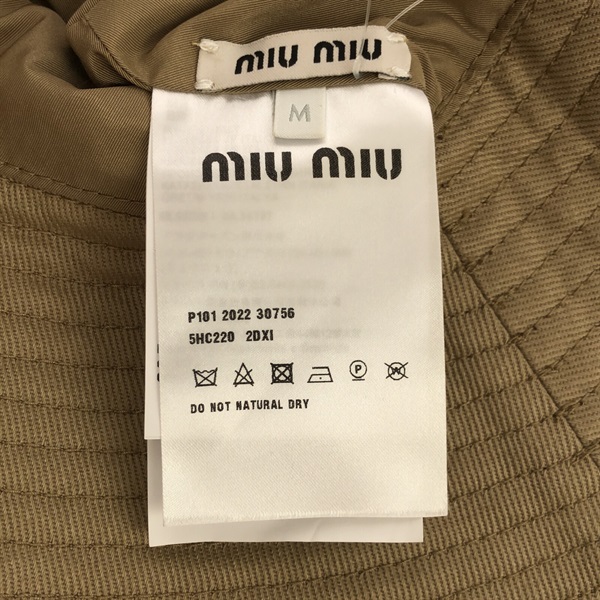 miu miu
M
miu miu
P101 2022 30756
5HC220 2DXI
P
W
DO NOT NATURAL DRY